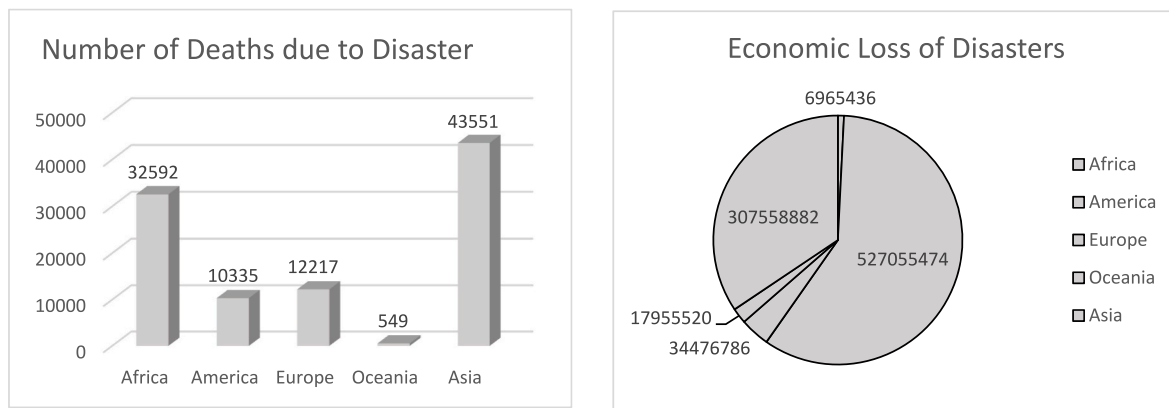 Number of Deaths due to Disaster
50000
40000
30000
20000
10000
0
32592
10335
12217
549
43551
Africa America Europe Oceania Asia
Economic Loss of Disasters
6965436
527055474
34476786
17955520
307558882
Africa
America
Europe
Oceania
Asia